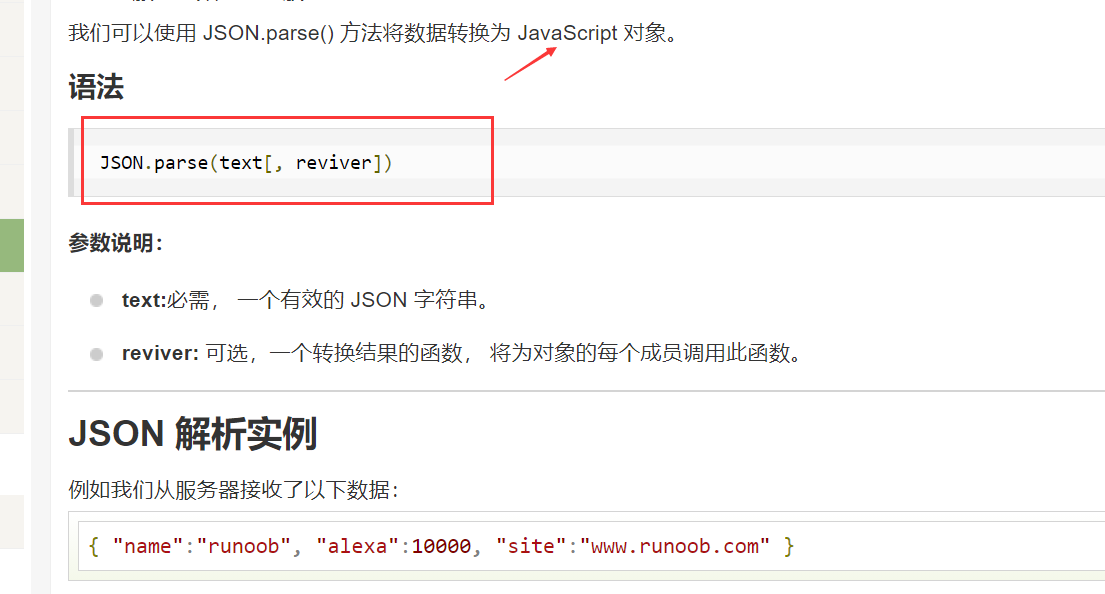 我们可以使用 JSON.parse() 方法将数据转换为 JavaScript 对象。
语法
JSON.parse(text[, reviver])
参数说明：
text:必需， 一个有效的 JSON 字符串。
reviver: 可选，一个转换结果的函数， 将为对象的每个成员调用此函数。
JSON 解析实例
例如我们从服务器接收了以下数据：
{ "name":"runoob", "alexa":10000, "site":"www.runoob.com" }